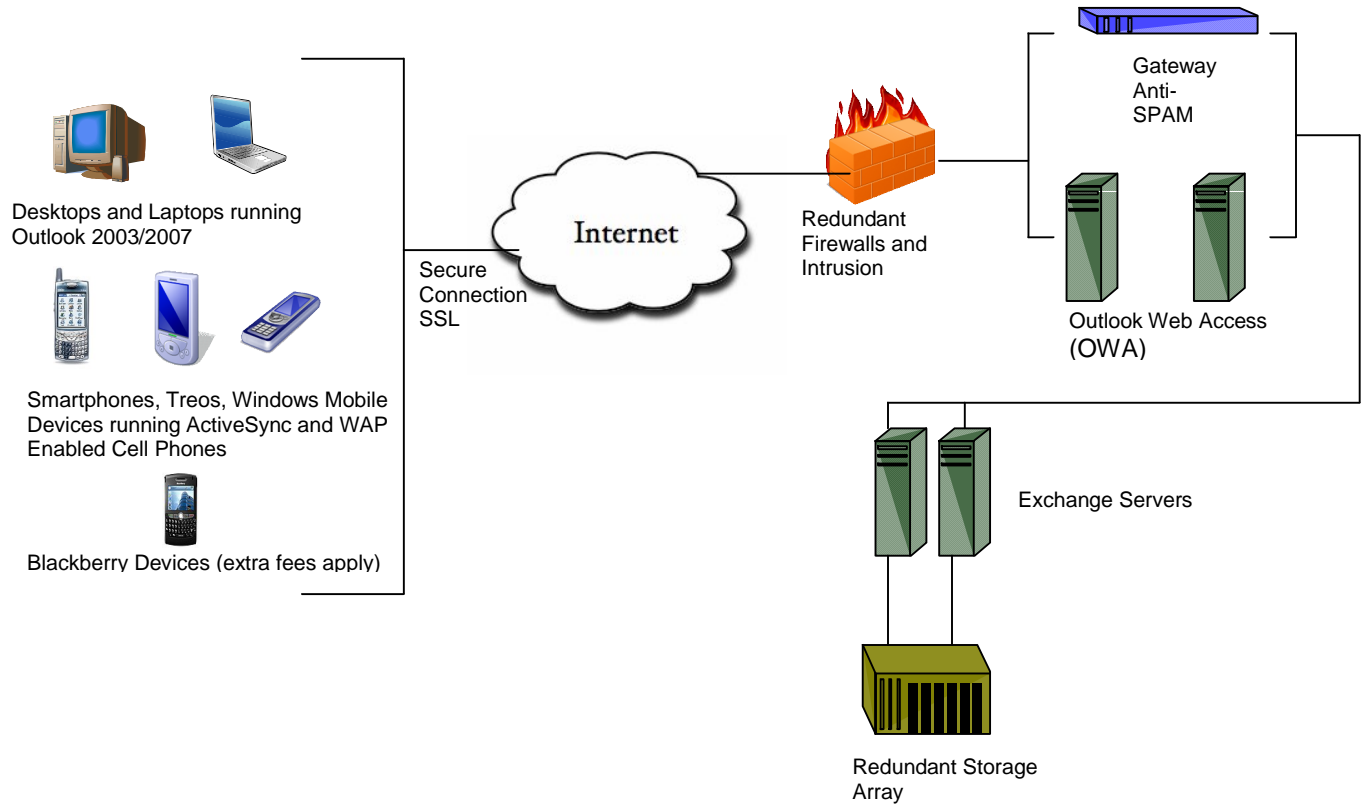 Desktops and Laptops running
Outlook 2003/2007
Smartphones, Treos, Windows Mobile
Devices running ActiveSync and WAP
Enabled Cell Phones
Blackberry Devices (extra fees apply)
Secure
Connection
SSL
Internet
Redundant
Firewalls and
Intrusion
Gateway
Anti-
SPAM
Outlook Web Access
(OWA)
Exchange Servers
Redundant Storage
Array